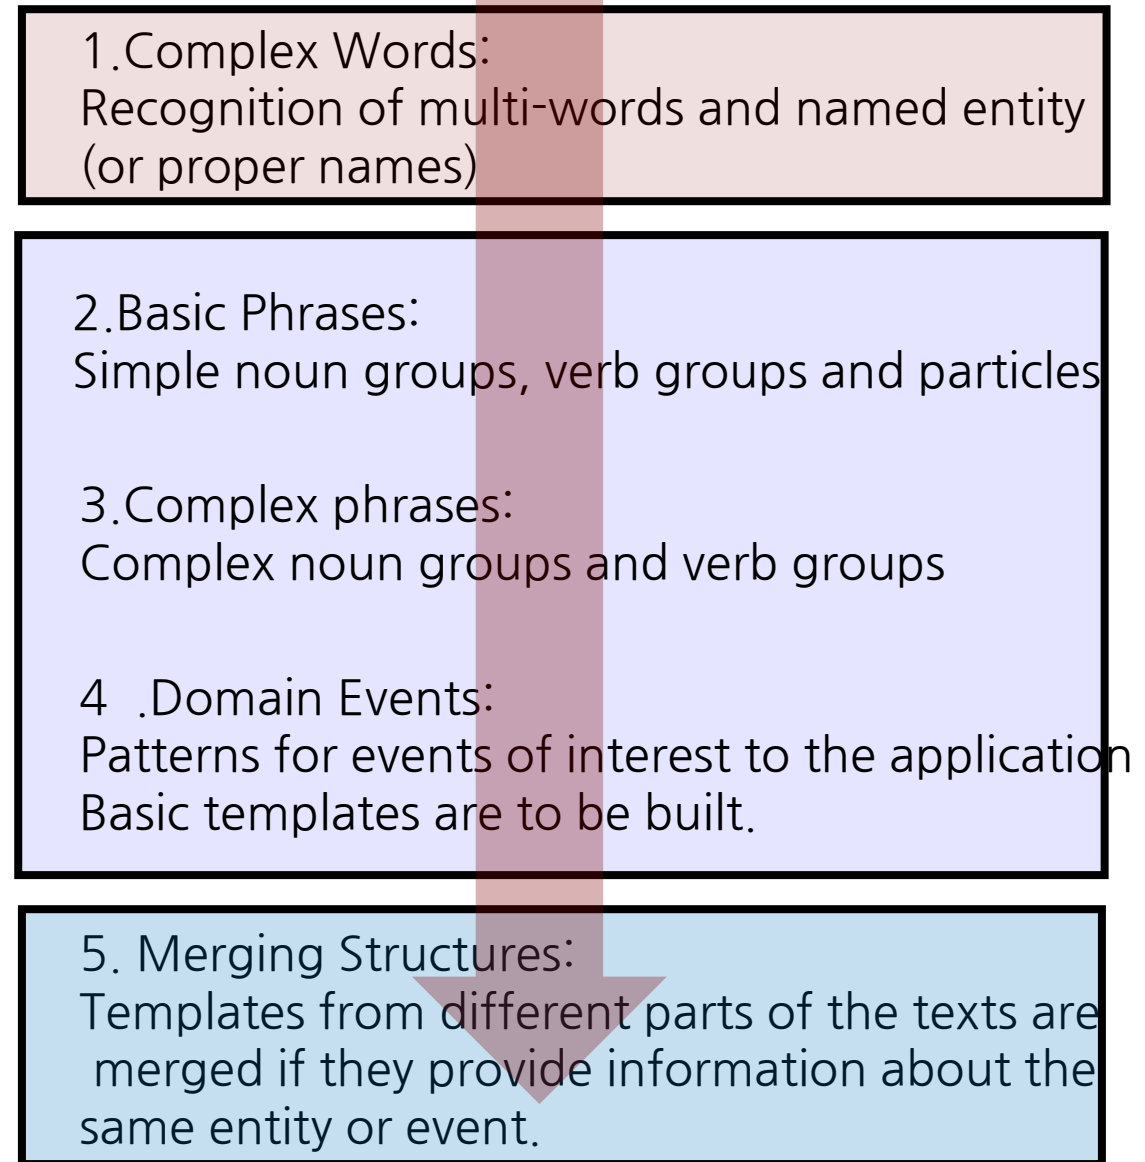 1.Complex Words:
Recognition of multi-words and named entity
(or proper names)
2.Basic Phrases:
Simple noun groups, verb groups and particles
3.Complex phrases:
Complex noun groups and verb groups
4 .Domain Events:
Patterns for events of interest to the application
Basic templates are to be built.
5. Merging Structures:
Templates from different parts of the texts are
merged if they provide information about the
same entity or event.